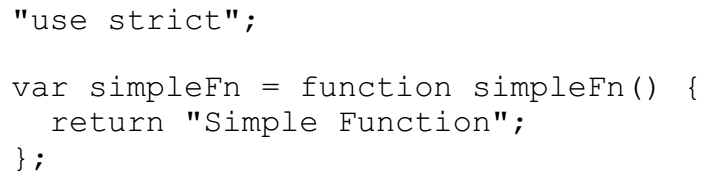 "use strict";
var simpleFn = function simpleFn() {
  return "Simple Function";
};